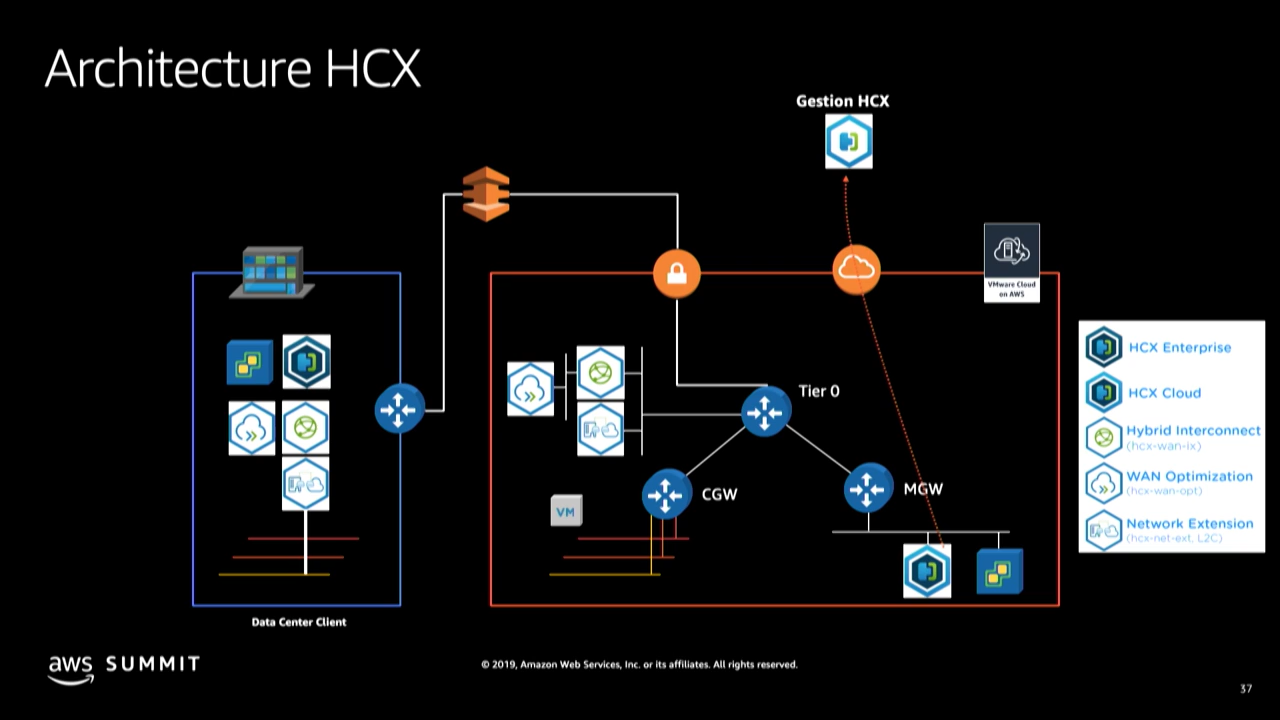 Architecture HCX
Gestion HCX
VMware Cloud
on AWS
HCX Enterprise
HCX Cloud
Hybrid Interconnect
(hcx-wan-ix)
WAN Optimization
(hcx-wan-opt)
Network Extension
(hcx-net-ext, L2C)
Tier 0
CGW
MGW
VM
Data Center Client
aws SUMMIT
© 2019, Amazon Web Services, Inc. or its affiliates. All rights reserved.
37